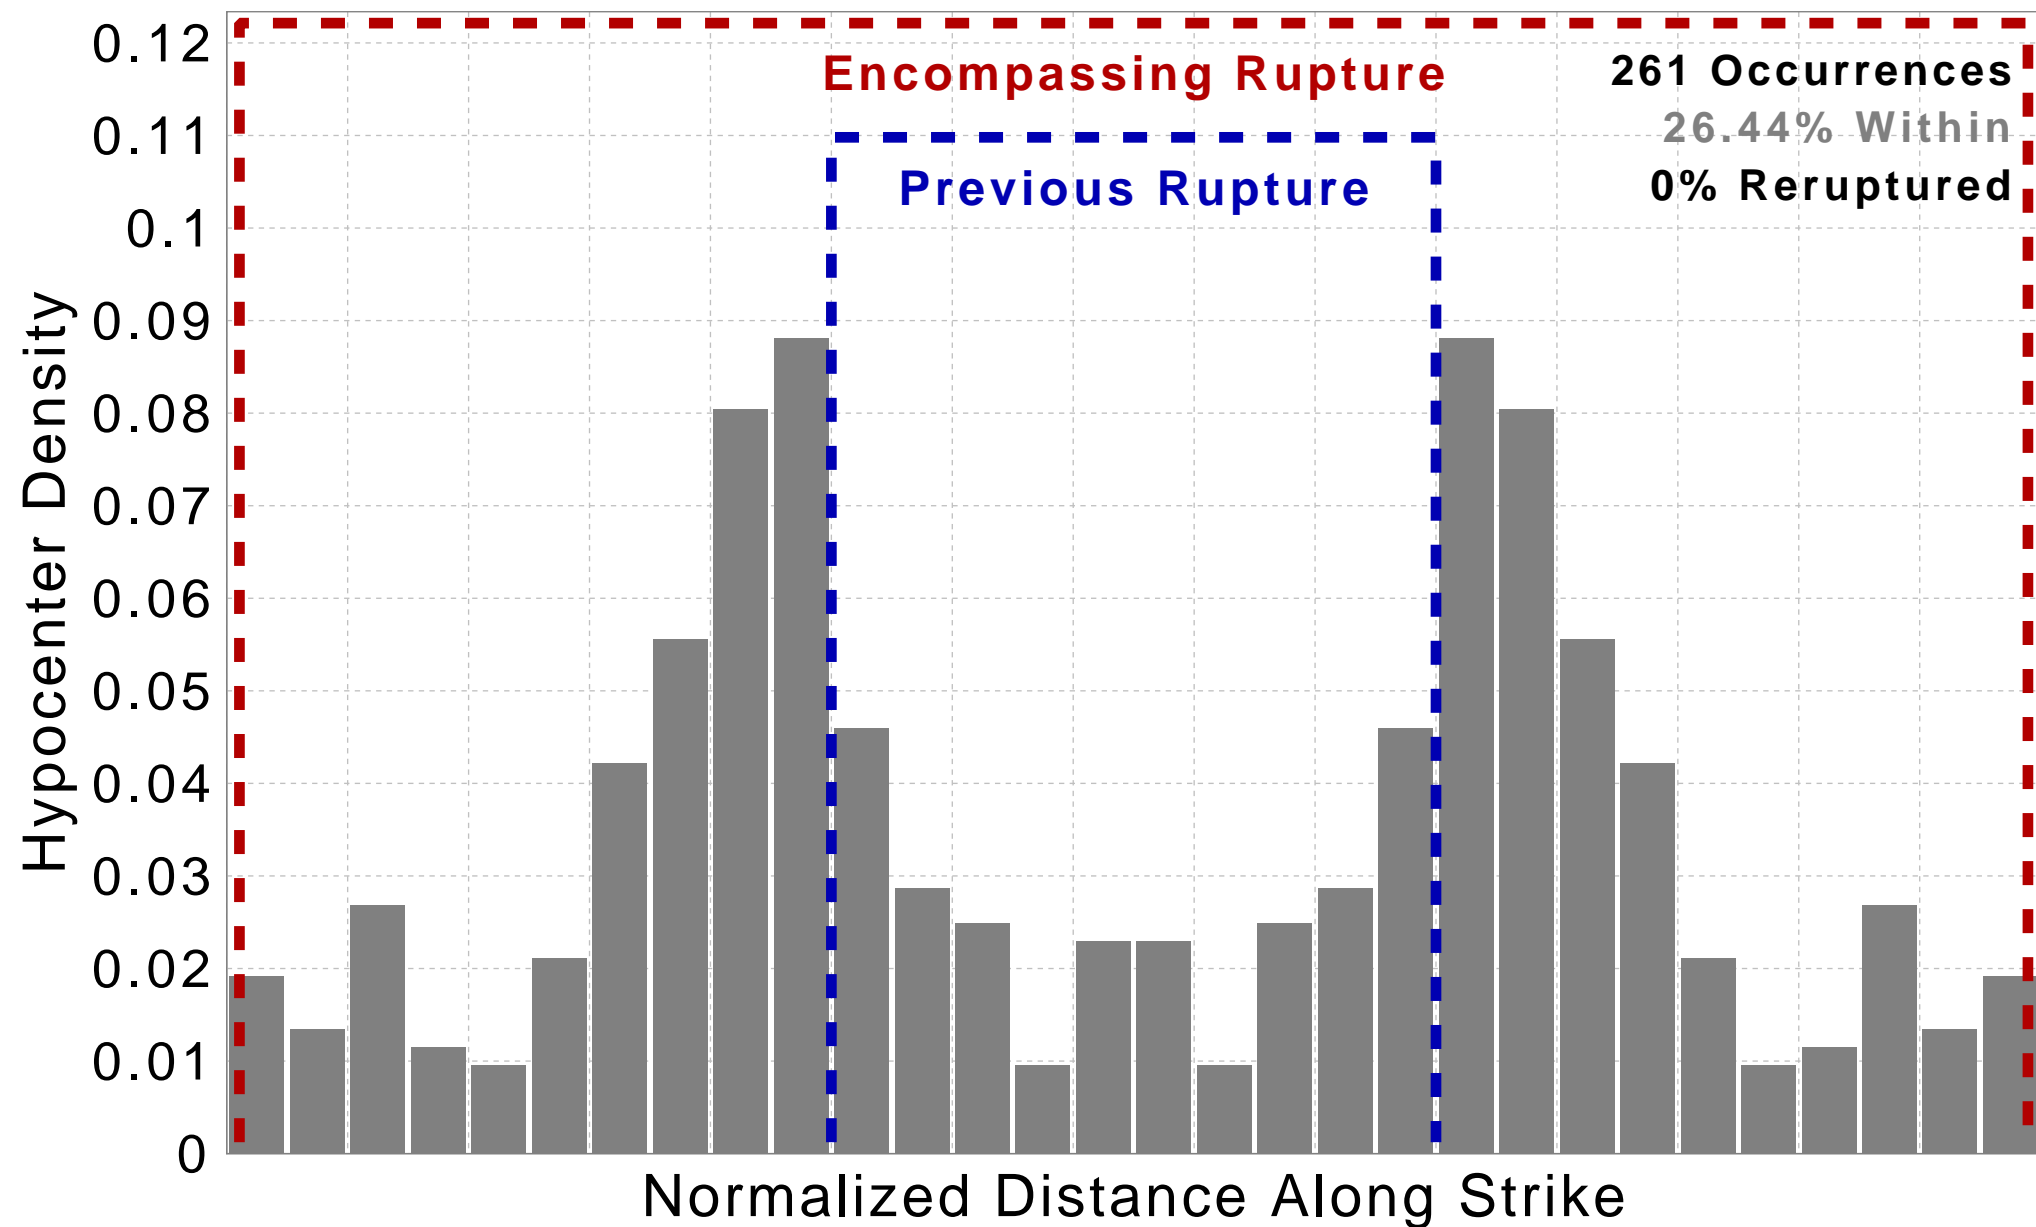 0.12
0.11
0.1
0.09
0.08
0.07
0.06
0.05
0.04
0.03
0.02
0.01
0
Hypocenter Density
Encompassing Rupture
Previous Rupture
261 Occurrences
26.44% Within
0% Reruptured
Normalized Distance Along Strike